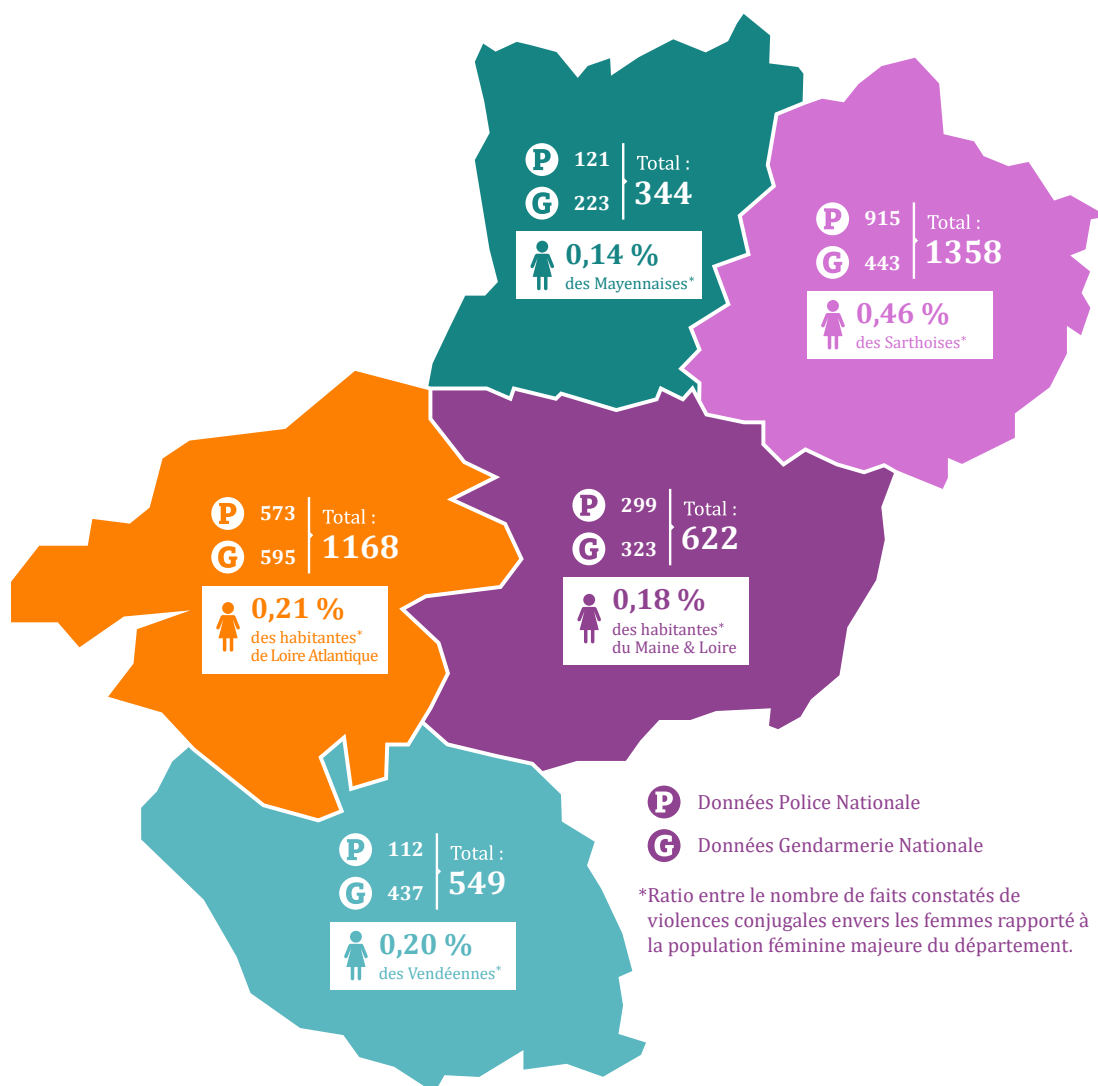 P 121
G 223
Total :
344
0,14 %
des Mayennaises*
P 915
G 443
Total :
1358
0,46 %
des Sarthoises*
P 573
G 595
Total :
1168
0,21 %
des habitantes*
de Loire Atlantique
P 299
G 323
Total :
622
0,18 %
des habitantes*
du Maine & Loire
P 112
G 437
Total :
549
0,20 %
des Vendéennes*
P Données Police Nationale
G Données Gendarmerie Nationale
*Ratio entre le nombre de faits constatés de
violences conjugales envers les femmes rapporté à
la population féminine majeure du département.